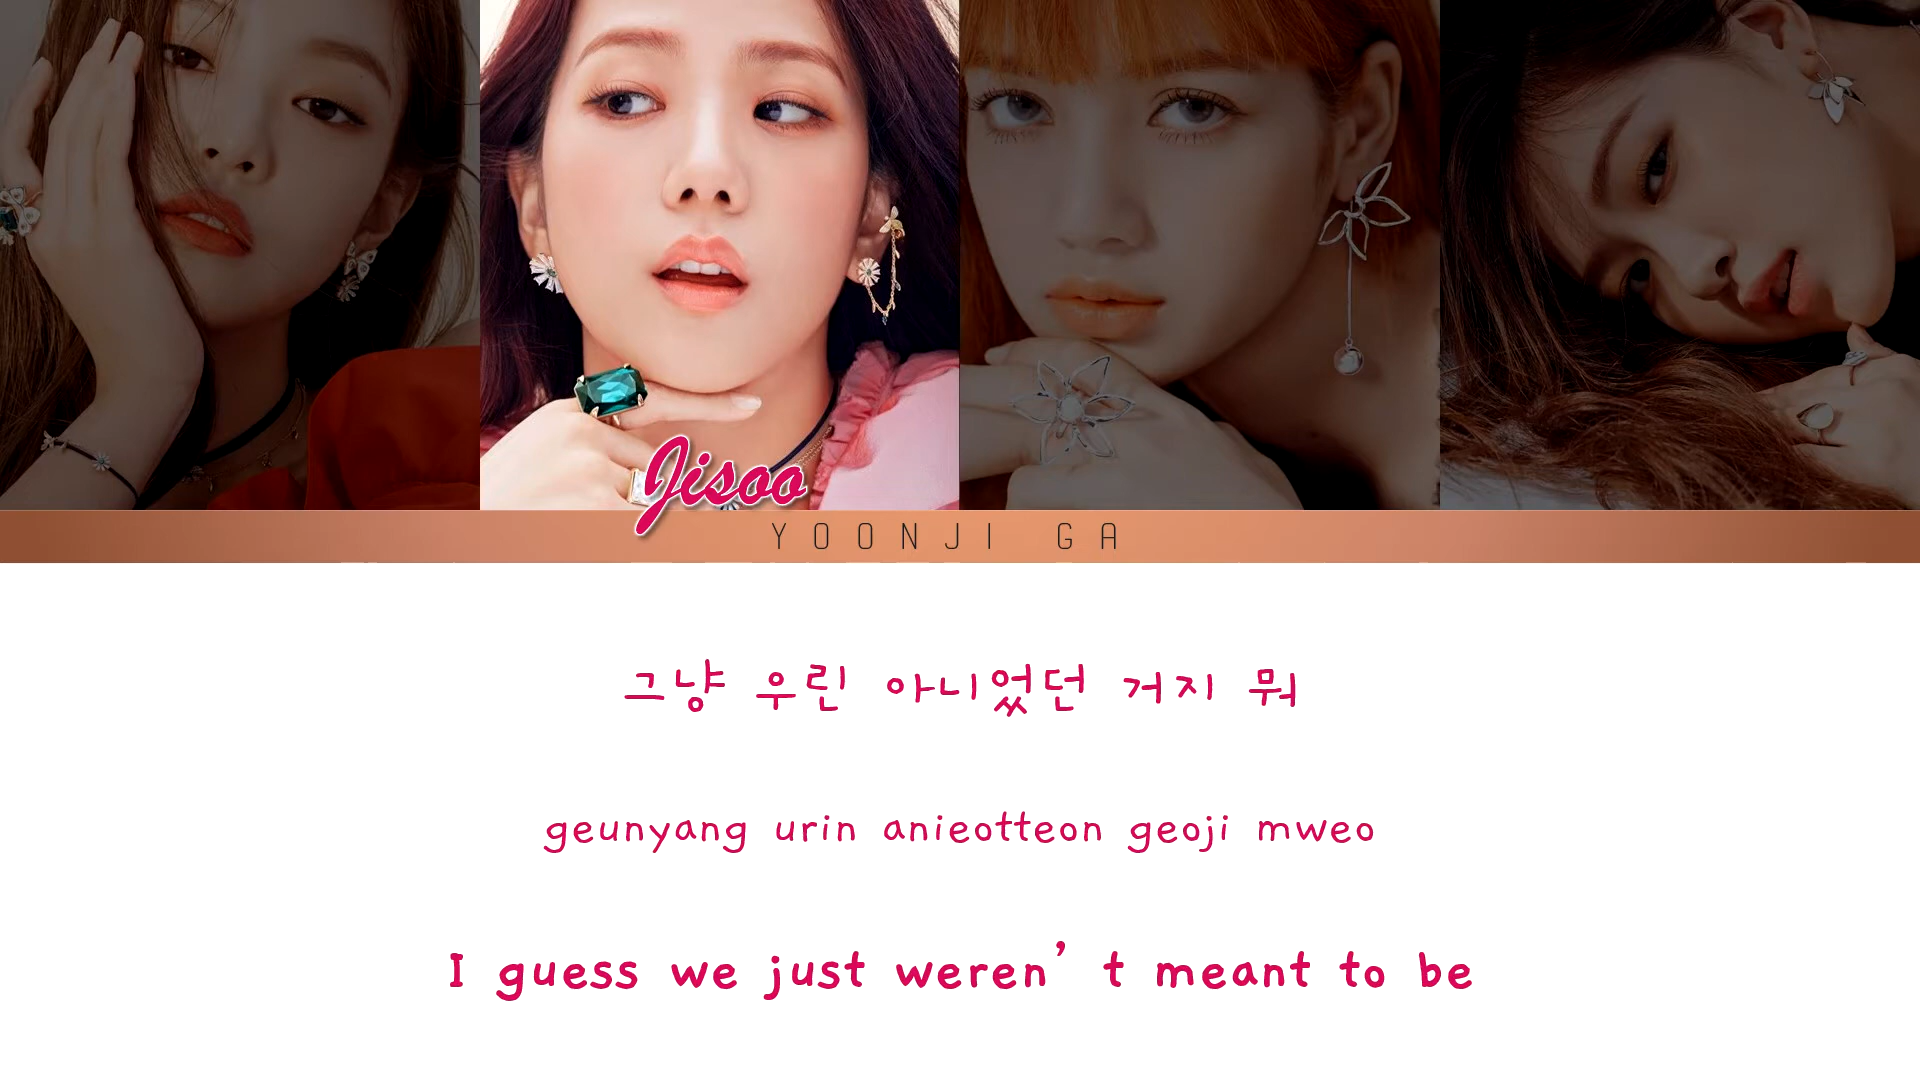 Jisoo
YOONJI GA
그냥 우린 아니었던 거지 뭐
geunyang urin anieotteon geoji mweo
I guess we just weren't meant to be